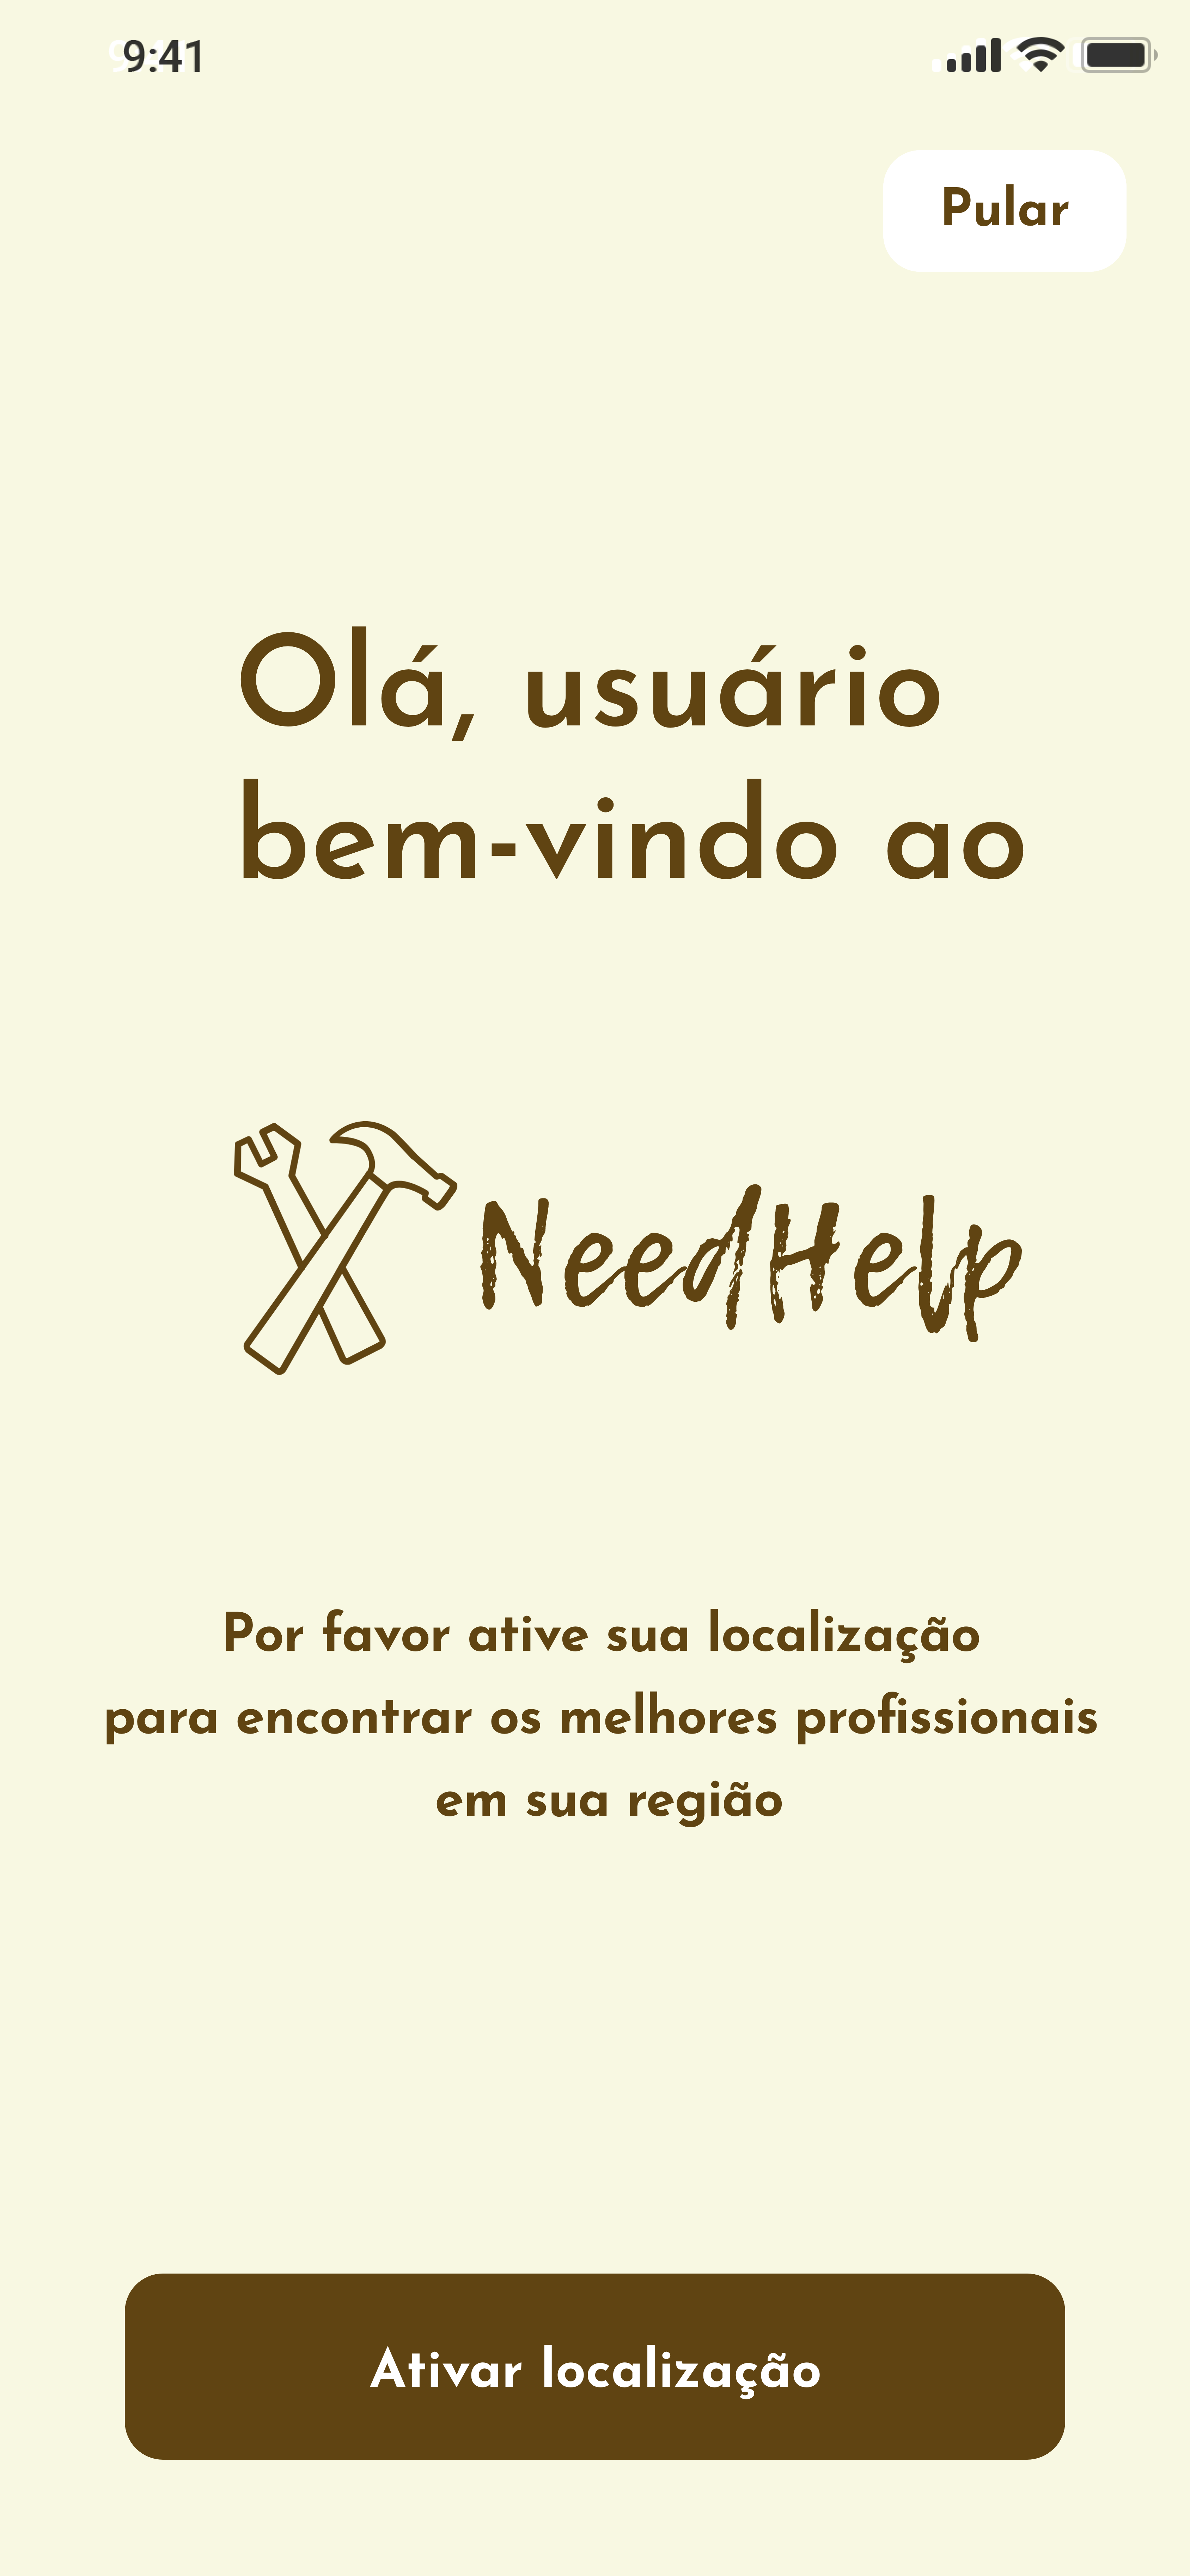 9:41
Pular
Olá, usuário
bem-vindo ao
NeedHelp
Por favor ative sua localização
para encontrar os melhores profissionais
em sua região
Ativar localização